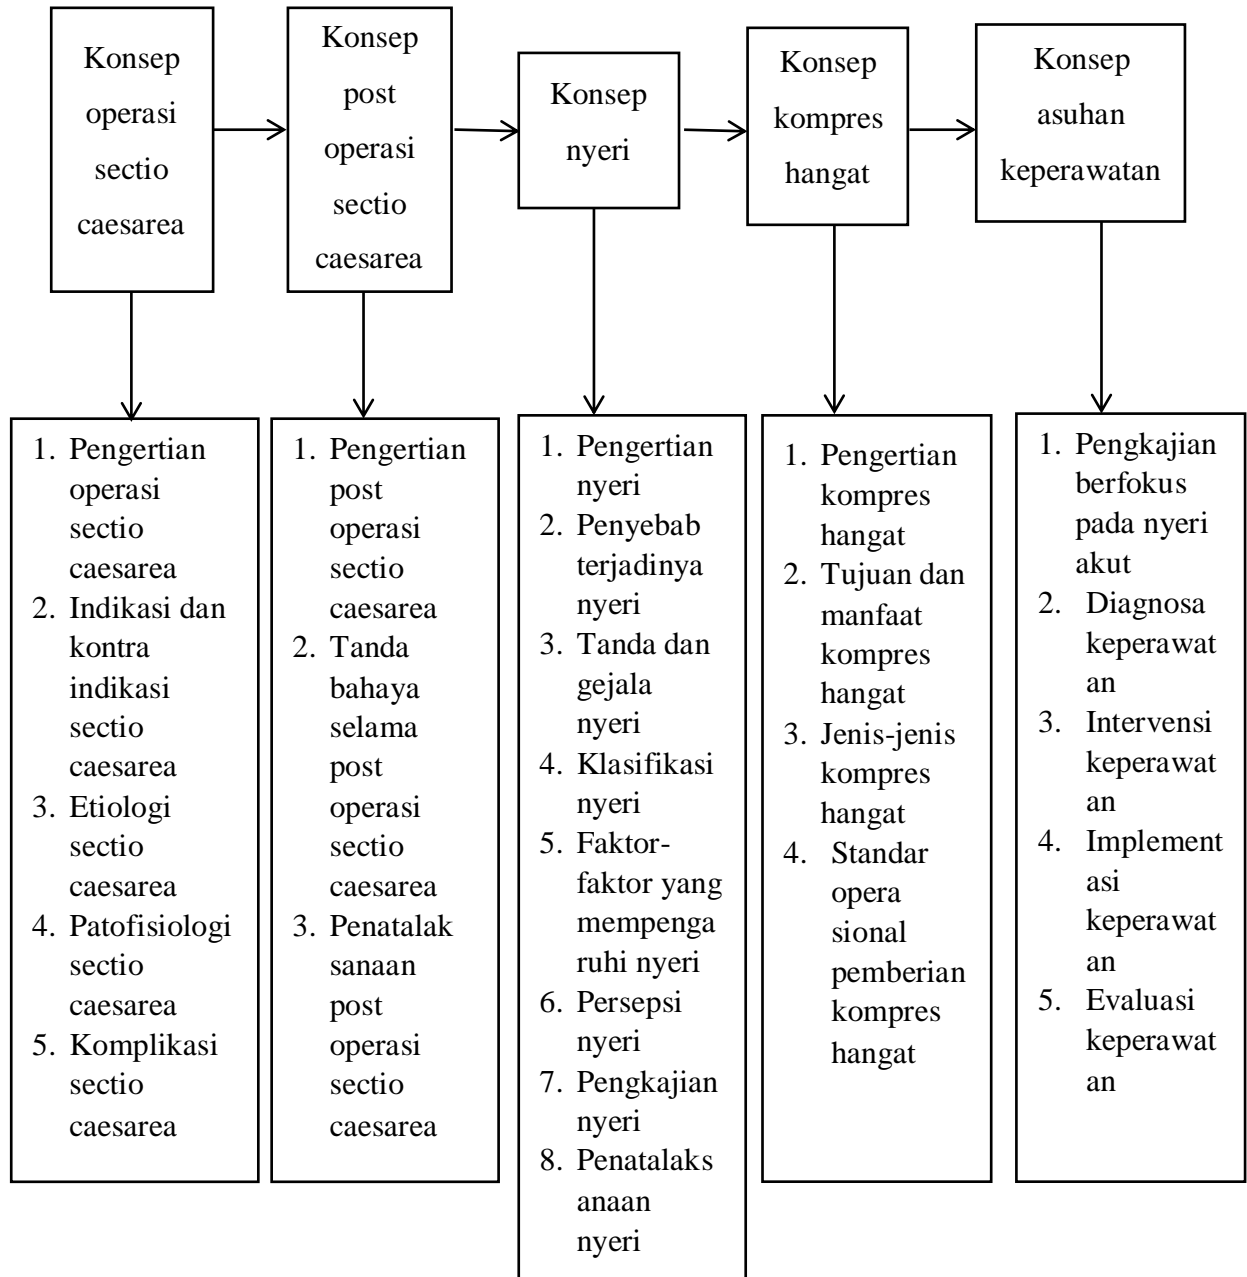 Konsep
operasi
sectio
caesarea
Konsep
post
operasi
sectio
caesarea
Konsep
nyeri
Konsep
kompres
hangat
Konsep
asuhan
keperawatan
1. Pengertian
operasi
sectio
caesarea
2. Indikasi dan
kontra
indikasi
sectio
caesarea
3. Etiologi
sectio
caesarea
4. Patofisiologi
sectio
caesarea
5. Komplikasi
sectio
caesarea
1. Pengertian
post
operasi
sectio
caesarea
2. Tanda
bahaya
selama
post
operasi
sectio
caesarea
3. Penatalak
sanaan
post
operasi
sectio
caesarea
1. Pengertian
nyeri
2. Penyebab
terjadinya
nyeri
3. Tanda dan
gejala
nyeri
4. Klasifikasi
nyeri
5. Faktor-
faktor yang
mempenga
ruhi nyeri
6. Persepsi
nyeri
7. Pengkajian
nyeri
8. Penatalaks
anaan
nyeri
1. Pengertian
kompres
hangat
2. Tujuan dan
manfaat
kompres
hangat
3. Jenis-jenis
kompres
hangat
4. Standar
opera
sional
pemberian
kompres
hangat
1. Pengkajian
berfokus
pada nyeri
akut
2. Diagnosa
keperawat
an
3. Intervensi
keperawat
an
4. Implement
asi
keperawat
an
5. Evaluasi
keperawat
an